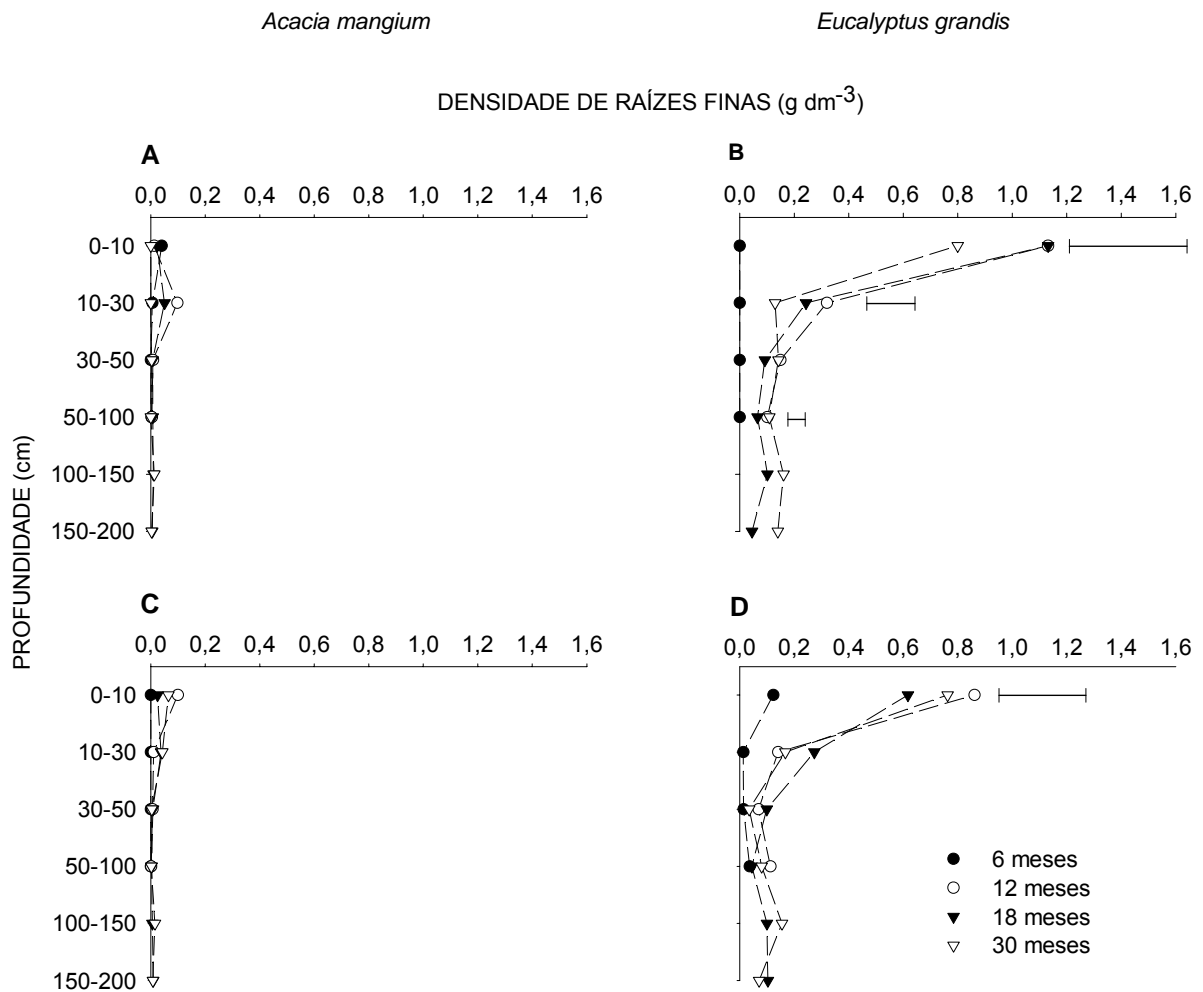 Acacia mangium
Eucalyptus grandis
DENSIDADE DE RAÍZES FINAS (g dm-3)
A
B
0,0 0,2 0,4 0,6 0,8 1,0 1,2 1,4 1,6
0,0 0,2 0,4 0,6 0,8 1,0 1,2 1,4 1,6
0-10
10-30
30-50
50-100
100-150
150-200
PROFUNDIDADE (cm)
C
D
0,0 0,2 0,4 0,6 0,8 1,0 1,2 1,4 1,6
0,0 0,2 0,4 0,6 0,8 1,0 1,2 1,4 1,6
0-10
10-30
30-50
50-100
100-150
150-200
6 meses
12 meses
18 meses
30 meses